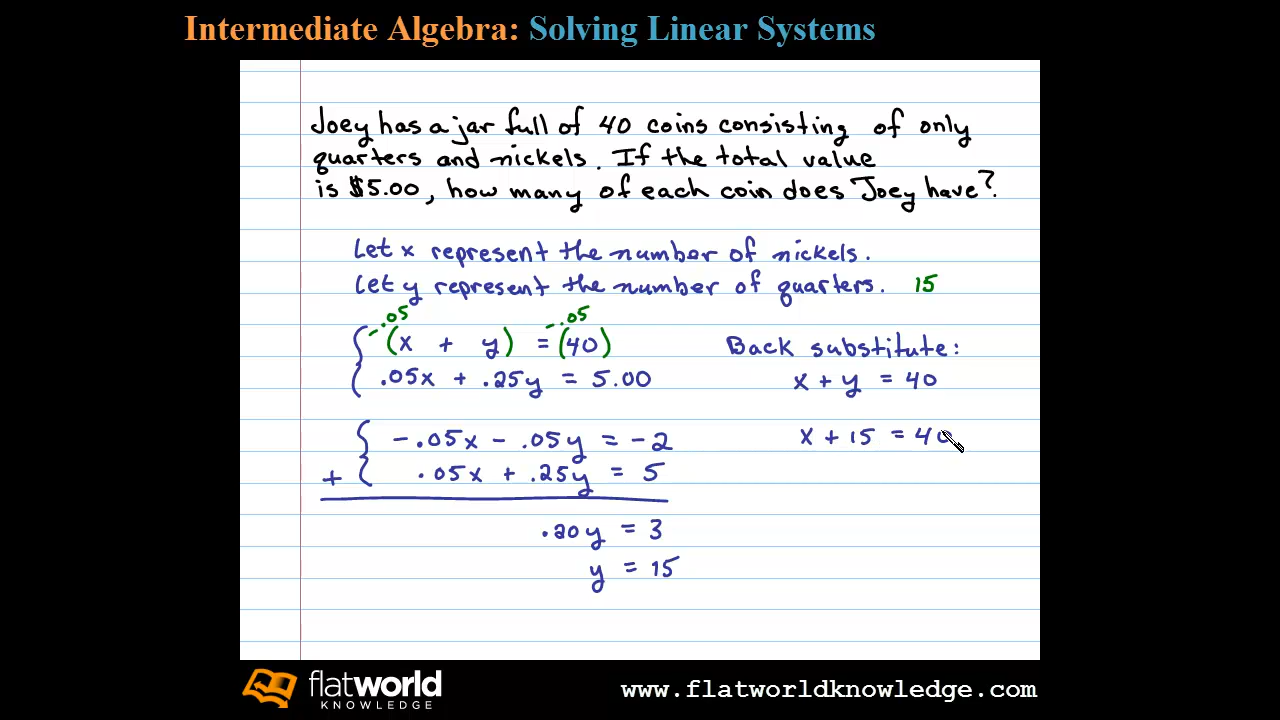 Intermediate Algebra: Solving Linear Systems
Joey has a jar full of 40 coins consisting of only
quarters and nickels. If the total value
is $5.00, how many of each coin does Joey have?
Let x represent the number of nickels.
Let y represent the number of quarters. 15
-.05 -.05
(x + y) = (40)
.05x + .25y = 5.00
-.05x - .05y = -2
+ .05x + .25y = 5
.20y = 3
y = 15
Back substitute:
x + y = 40
x + 15 = 40
flatworld
KNOWLEDGE
www.flatworldknowledge.com